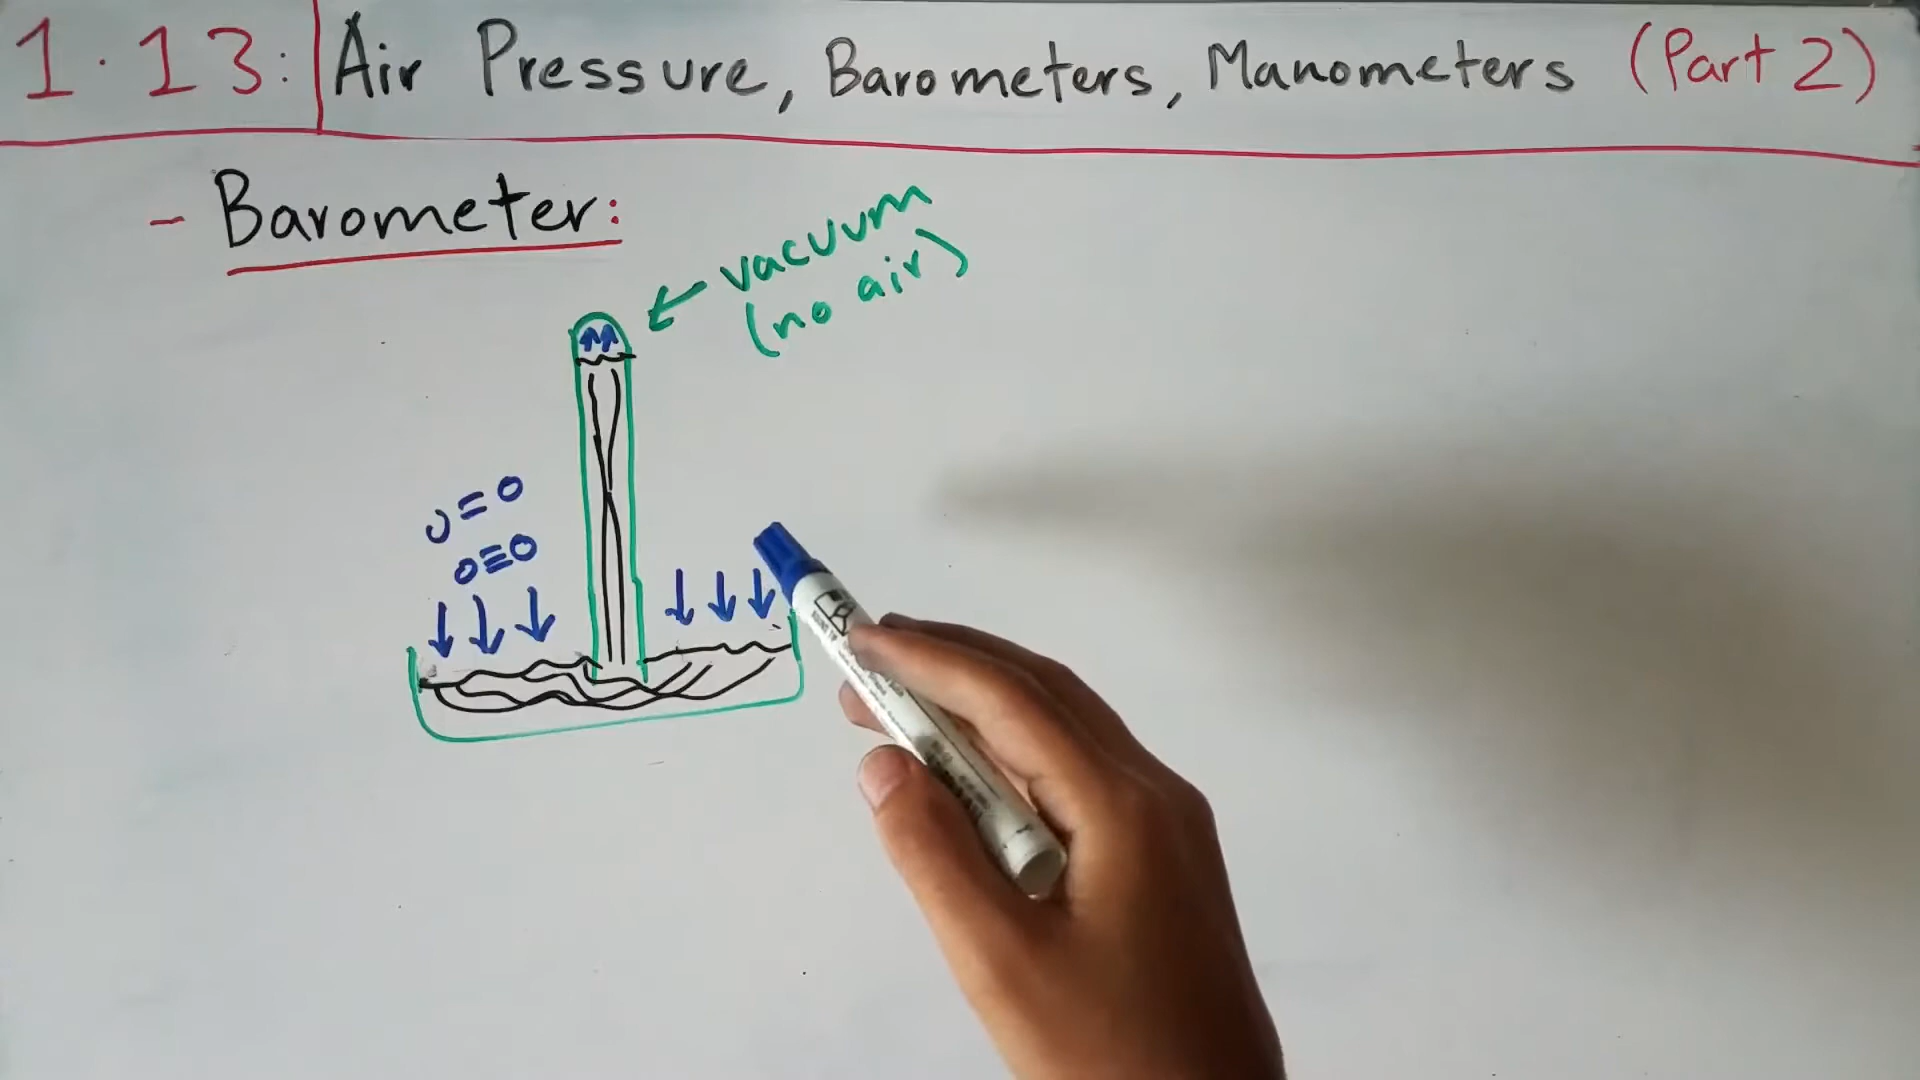 1.13: Air Pressure, Barometers, Manometers (Part 2)
- Barometer:
vacuum
(no air)
O=O
O≡O